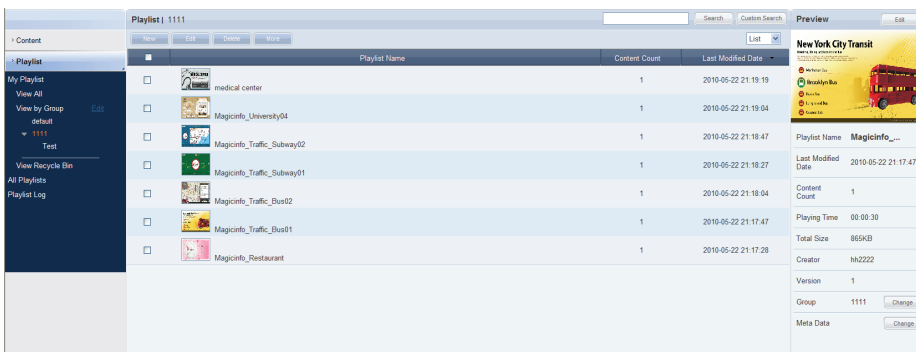 Playlist | 1111
Search
Custom Search
Preview
Edit
Content
New
Edit
Delete
More
List
Playlist
Playlist Name
Content Count
Last Modified Date
My Playlist
View All
View by Group
Edit
default
1111
Test
View Recycle Bin
All Playlists
Playlist Log
medical center
1
2010-05-22 21:19:19
Magicinfo_University04
1
2010-05-22 21:19:04
Magicinfo_Traffic_Subway02
1
2010-05-22 21:18:47
Magicinfo_Traffic_Subway01
1
2010-05-22 21:18:27
Magicinfo_Traffic_Bus02
1
2010-05-22 21:18:04
Magicinfo_Traffic_Bus01
1
2010-05-22 21:17:47
Magicinfo_Restaurant
1
2010-05-22 21:17:28
New York City Transit
Brooklyn Bus
Playlist Name
Magicinfo_...
Last Modified
Date
2010-05-22 21:17:47
Content
Count
1
Playing Time
00:00:30
Total Size
865KB
Creator
hh2222
Version
1
Group
1111
Change
Meta Data
Change